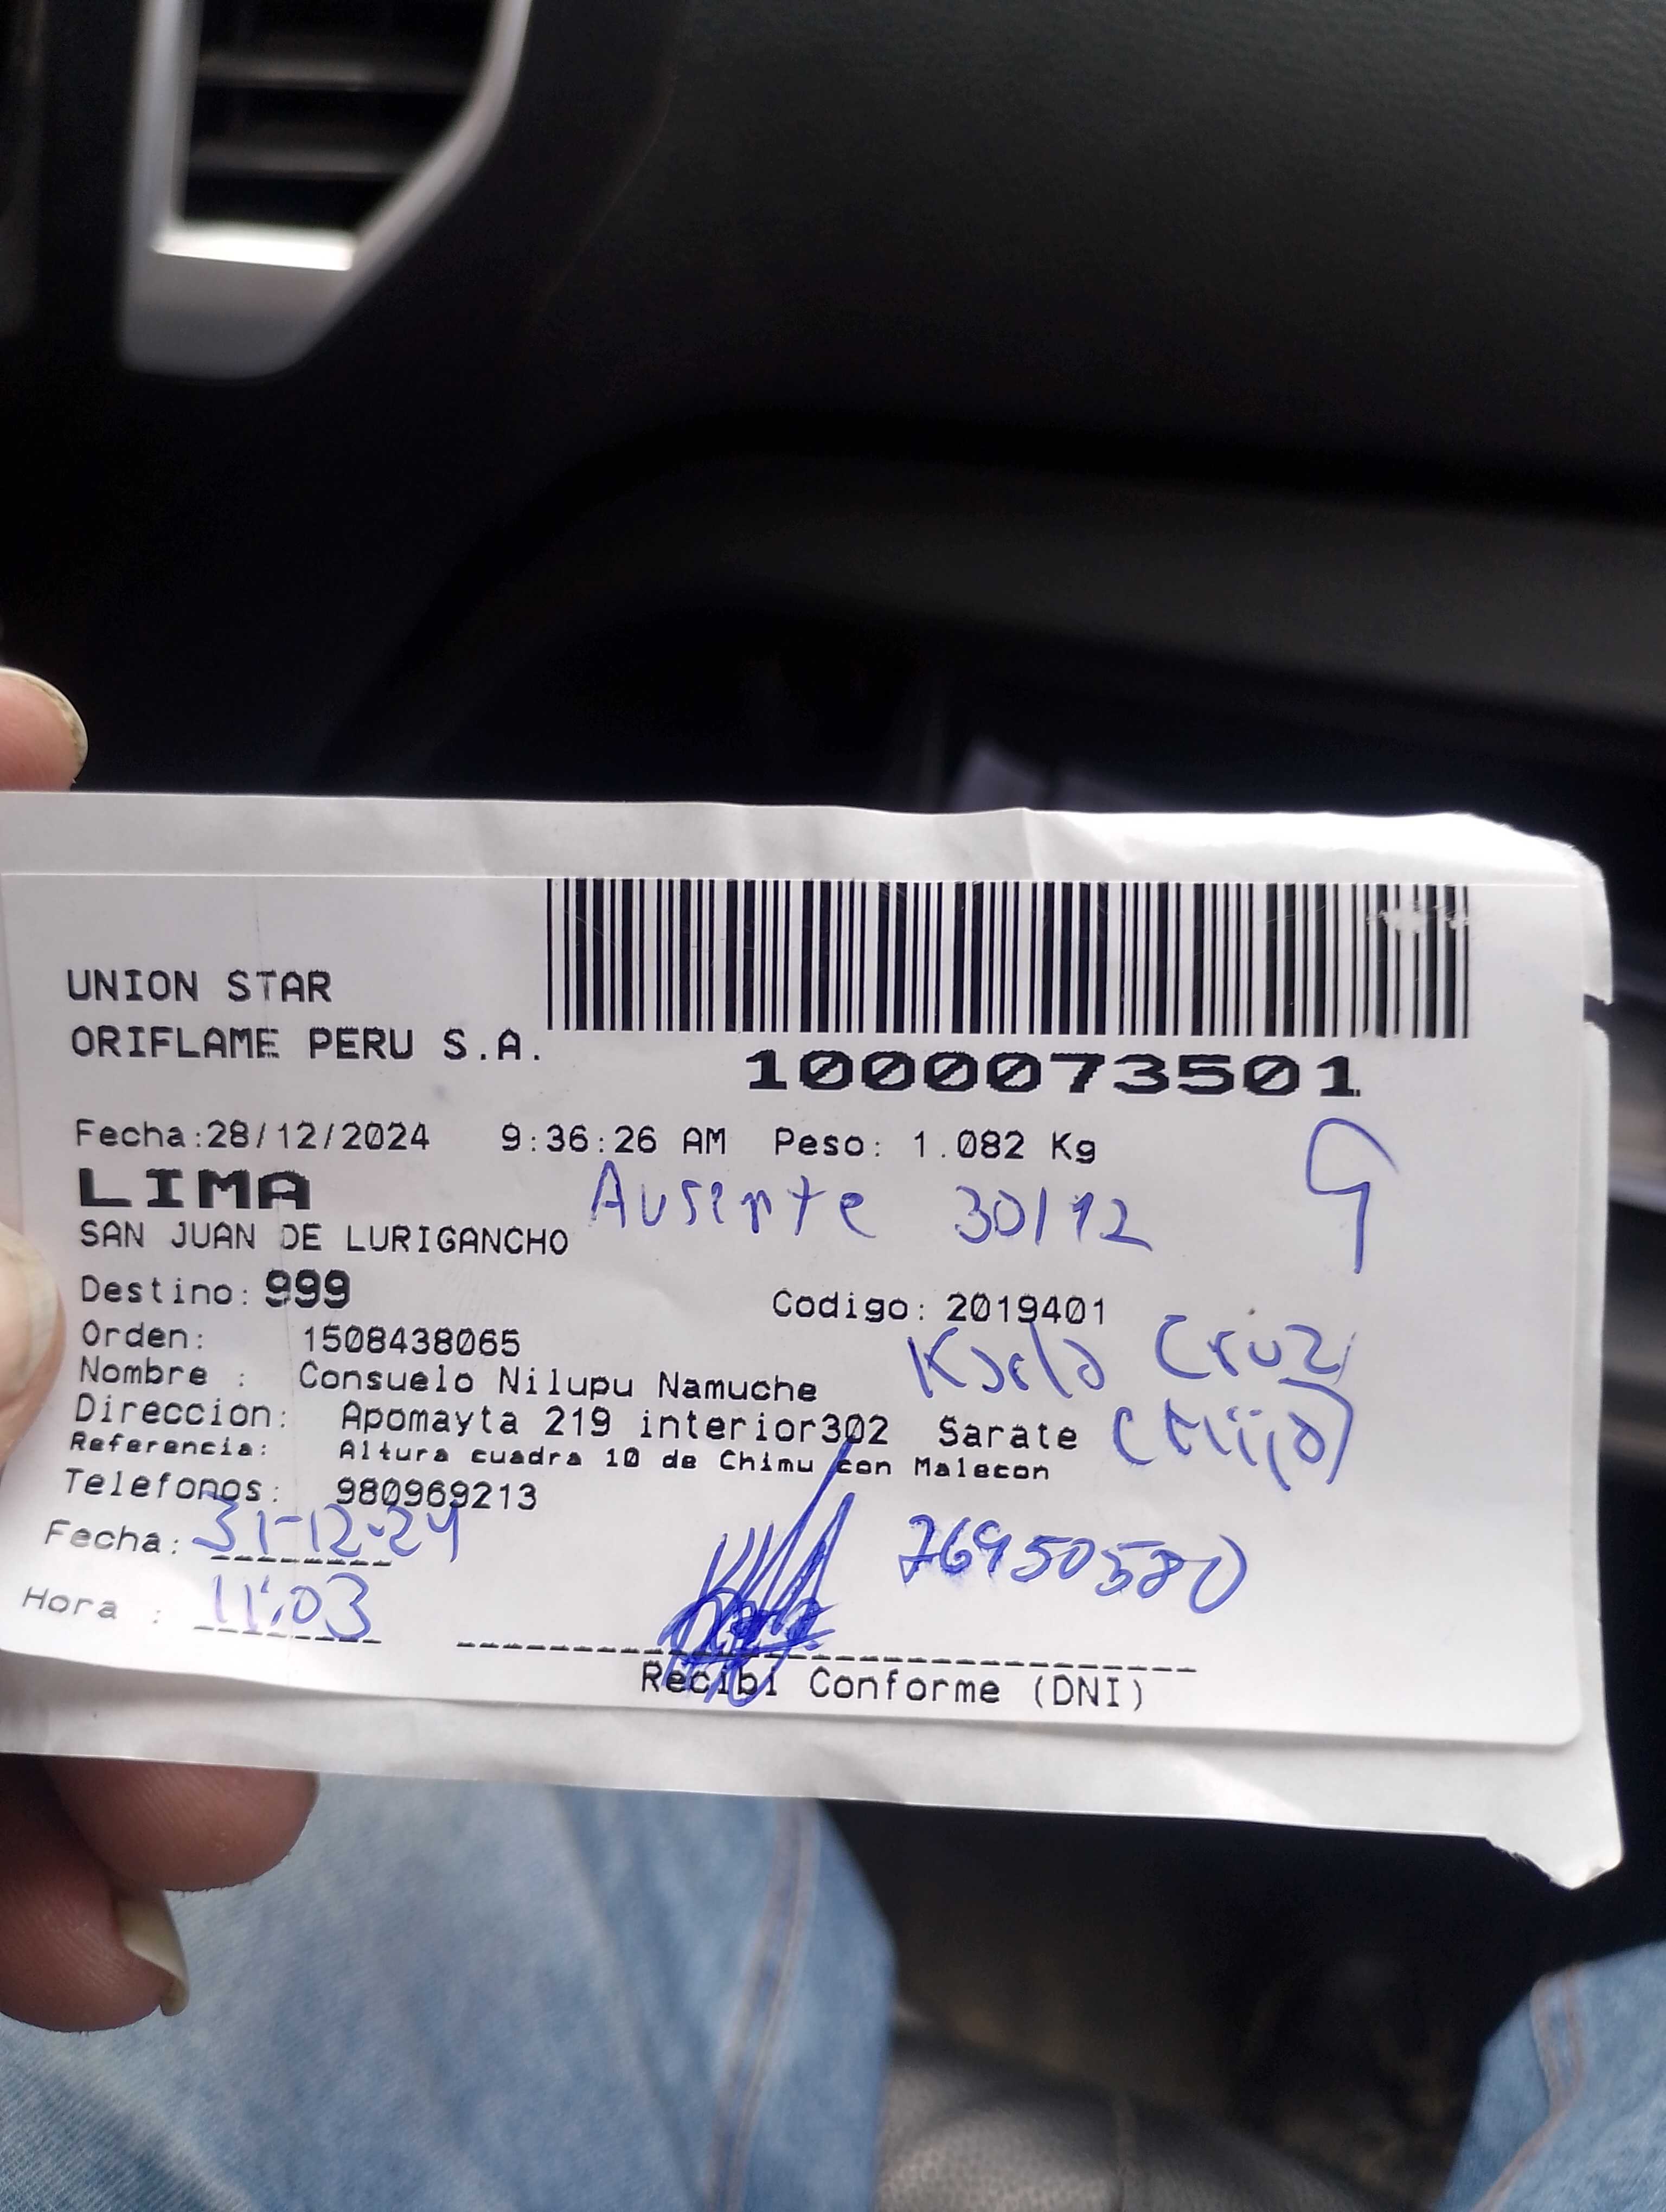 UNION STAR
ORIFLAME PERU S.A.
1000073501
Fecha:28/12/2024 9:36:26 AM Peso: 1.082 Kg
LIMA
Ausente 30/12 9
SAN JUAN DE LURIGANCHO
Destino: 999 Codigo: 2019401
Orden: 1508438065
Karla Cruz
Nombre : Consuelo Nilupu Namuche
Direccion: Apomayta 219 interior302 Sarate (Hija)
Referencia: Altura cuadra 10 de Chimu con Malecon
Telefonos: 980969213
Fecha: 31-12-24 76950580
Hora : 11:03
Recibi Conforme (DNI)